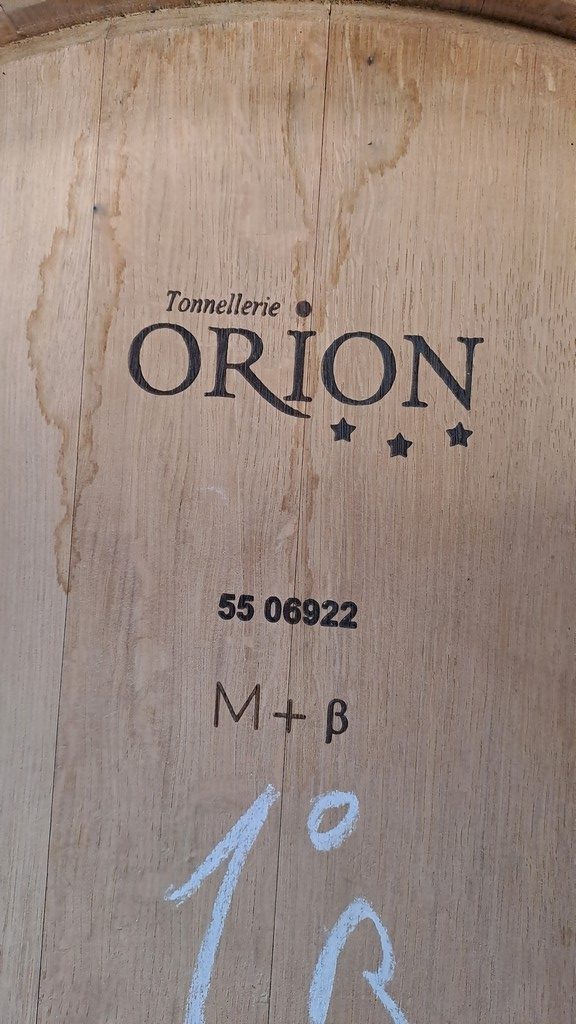 Tonnellerie
ORION
55 06922
M+ β
1°